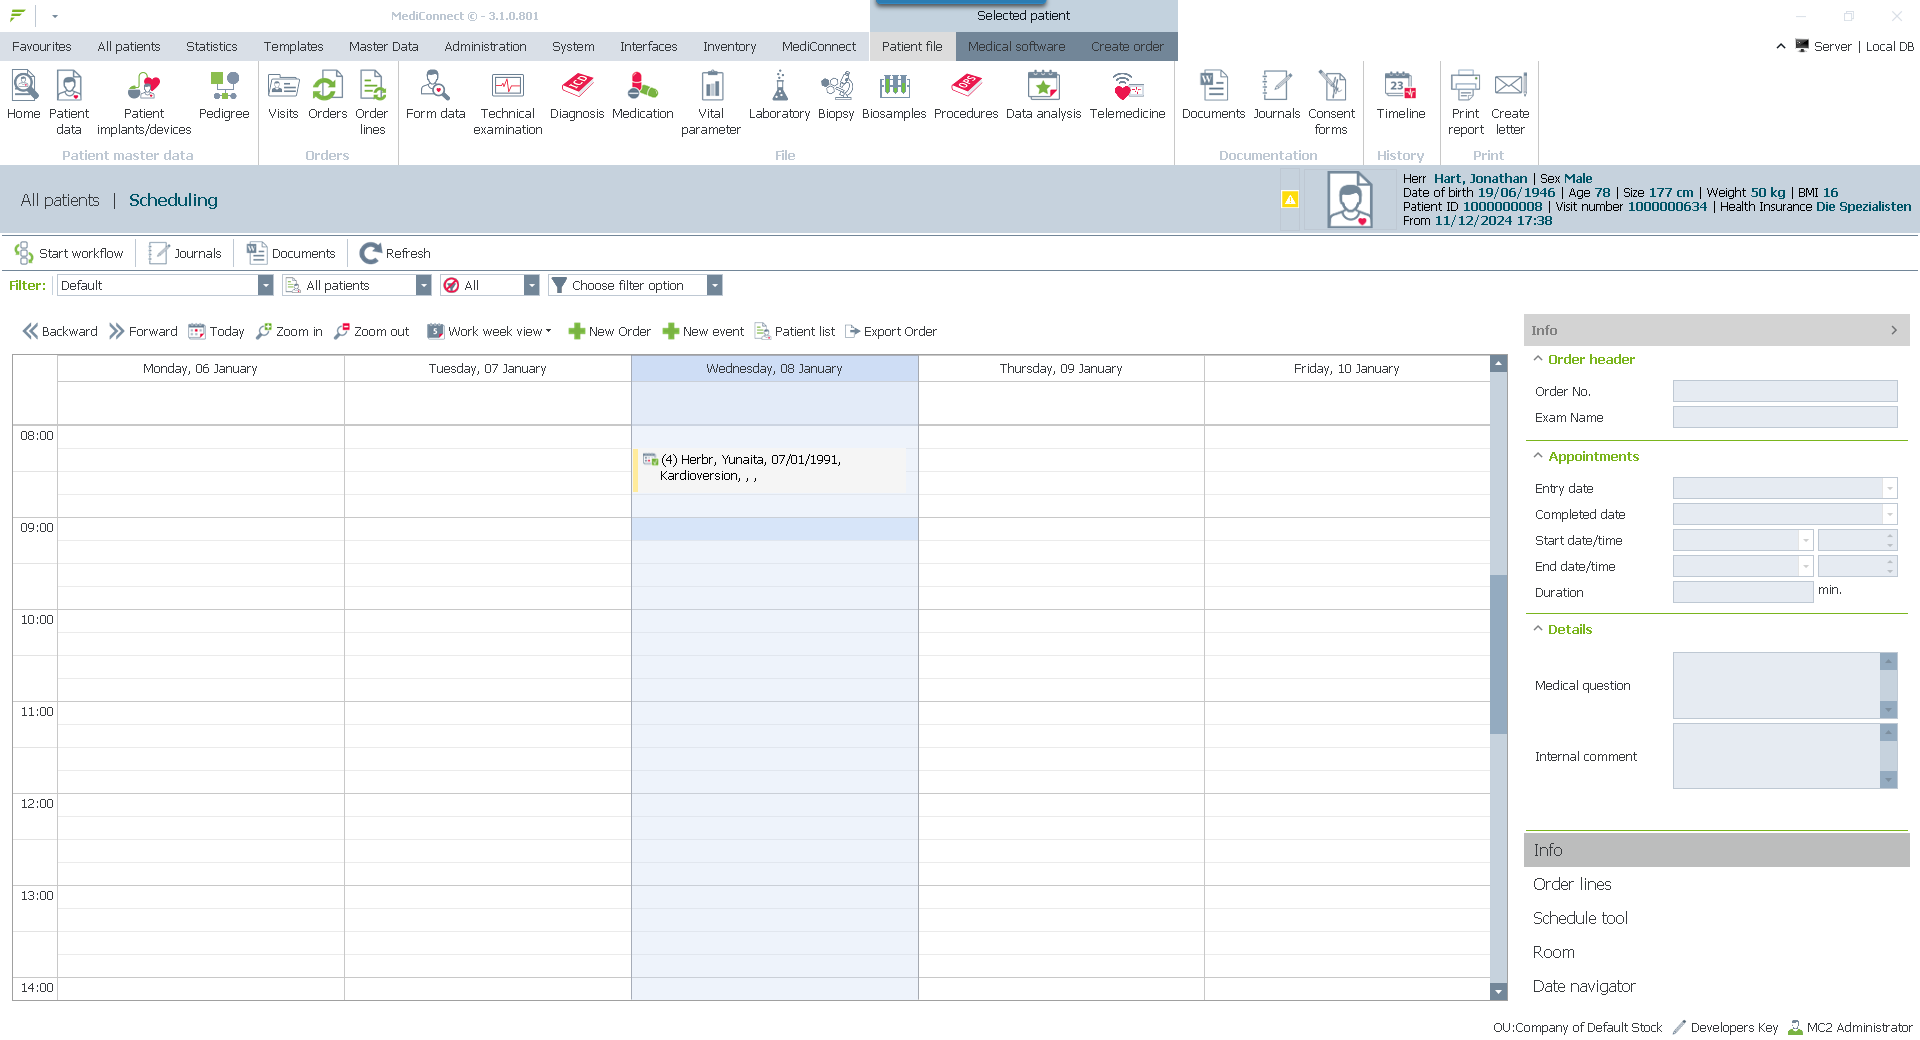 MediConnect © - 3.1.0.801
Selected patient
Favourites All patients Statistics Templates Master Data Administration System Interfaces Inventory MediConnect Patient file Medical software Create order
Server | Local DB
Home
Patient data
Patient implants/devices
Pedigree
Patient master data
Visits
Orders
Order lines
Orders
Form data
Technical examination
Diagnosis
Medication
Vital parameter
Laboratory
Biopsy
Biosamples
Procedures
Data analysis
Telemedicine
File
Documents
Journals
Consent forms
Documentation
Timeline
History
Print report
Create letter
Print
All patients | Scheduling
Herr Hart, Jonathan | Sex Male
Date of birth 19/06/1946 | Age 78 | Size 177 cm | Weight 50 kg | BMI 16
Patient ID 1000000008 | Visit number 1000000634 | Health Insurance Die Spezialisten
From 11/12/2024 17:38
Start workflow Journals Documents Refresh
Filter: Default All patients All Choose filter option
Backward Forward Today Zoom in Zoom out Work week view New Order New event Patient list Export Order
Monday, 06 January Tuesday, 07 January Wednesday, 08 January Thursday, 09 January Friday, 10 January
08:00
(4) Herbr, Yunaita, 07/01/1991,
Kardioversion, , ,
09:00
10:00
11:00
12:00
13:00
14:00
Info
Order header
Order No.
Exam Name
Appointments
Entry date
Completed date
Start date/time
End date/time
Duration min.
Details
Medical question
Internal comment
Info
Order lines
Schedule tool
Room
Date navigator
OU:Company of Default Stock Developers Key MC2 Administrator